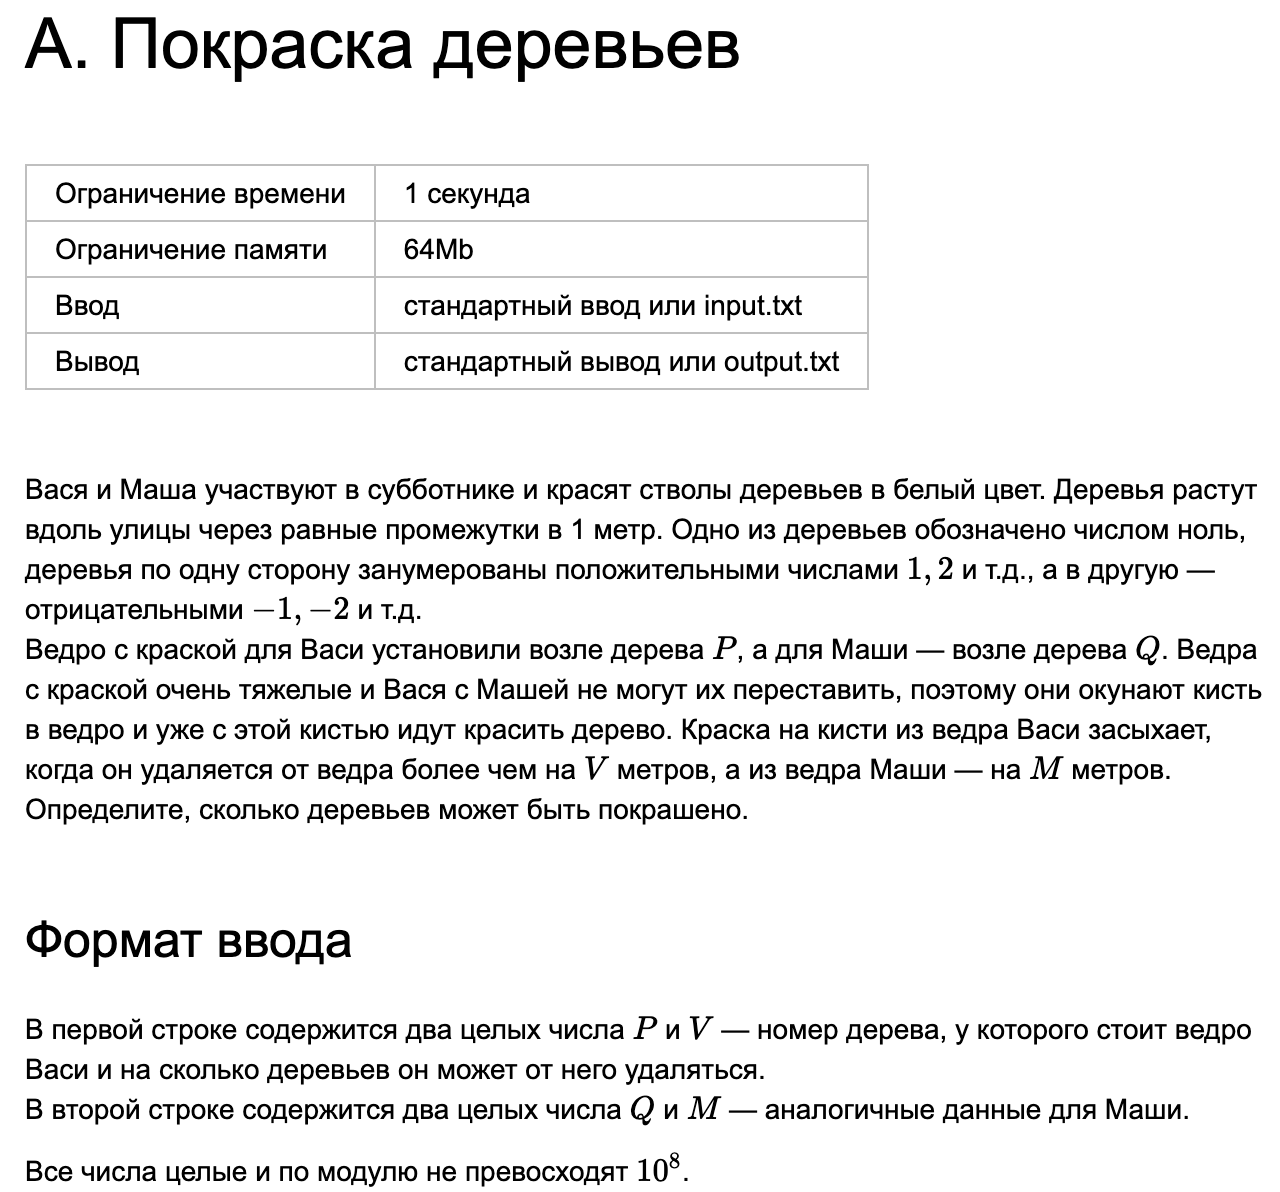 A. Покраска деревьев
Ограничение времени 1 секунда
Ограничение памяти 64Mb
Ввод стандартный ввод или input.txt
Вывод стандартный вывод или output.txt
Вася и Маша участвуют в субботнике и красят стволы деревьев в белый цвет. Деревья растут
вдоль улицы через равные промежутки в 1 метр. Одно из деревьев обозначено числом ноль,
деревья по одну сторону занумерованы положительными числами 1, 2 и т.д., а в другую —
отрицательными −1, −2 и т.д.
Ведро с краской для Васи установили возле дерева P, а для Маши — возле дерева Q. Ведра
с краской очень тяжелые и Вася с Машей не могут их переставить, поэтому они окунают кисть
в ведро и уже с этой кистью идут красить дерево. Краска на кисти из ведра Васи засыхает,
когда он удаляется от ведра более чем на V метров, а из ведра Маши — на M метров.
Определите, сколько деревьев может быть покрашено.
Формат ввода
В первой строке содержится два целых числа P и V — номер дерева, у которого стоит ведро
Васи и на сколько деревьев он может от него удаляться.
В второй строке содержится два целых числа Q и M — аналогичные данные для Маши.
Все числа целые и по модулю не превосходят 10⁸.